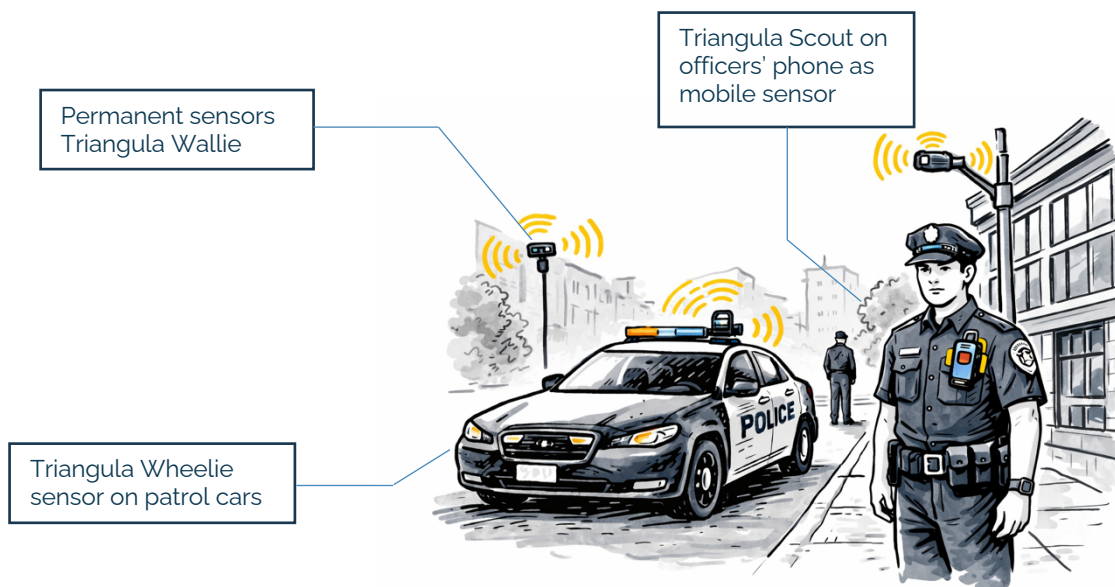 Triangula Scout on
officers' phone as
mobile sensor
Permanent sensors
Triangula Wallie
POLICE
Triangula Wheelie
sensor on patrol cars